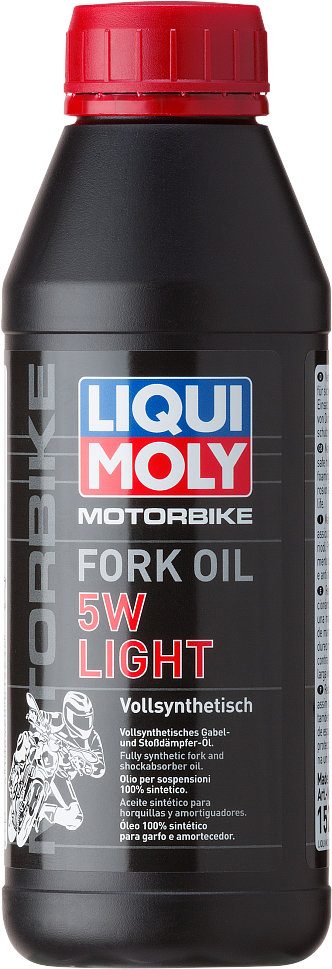 LIQUI
MOLY
MOTORBIKE
FORK OIL
5W
LIGHT
Vollsynthetisch
Vollsynthetisches Gabel-
und Stoßdämpfer-Öl.
Fully synthetic fork and
shockabsorber oil.
Olio per sospensioni
100% sintetico.
Aceite sintético para
horquillas y amortiguadores.
Óleo 100% sintético
para garfo e amortecedor.
MOTORBIKE